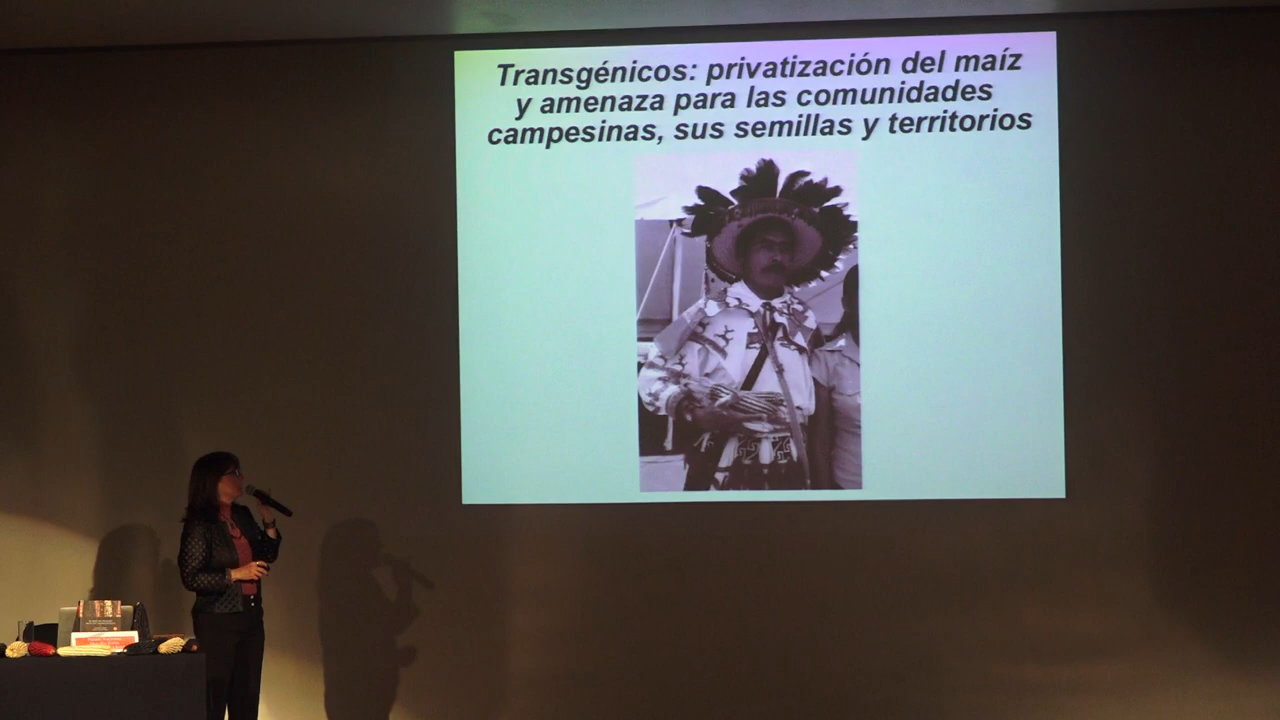 Transgénicos: privatización del maíz
y amenaza para las comunidades
campesinas, sus semillas y territorios